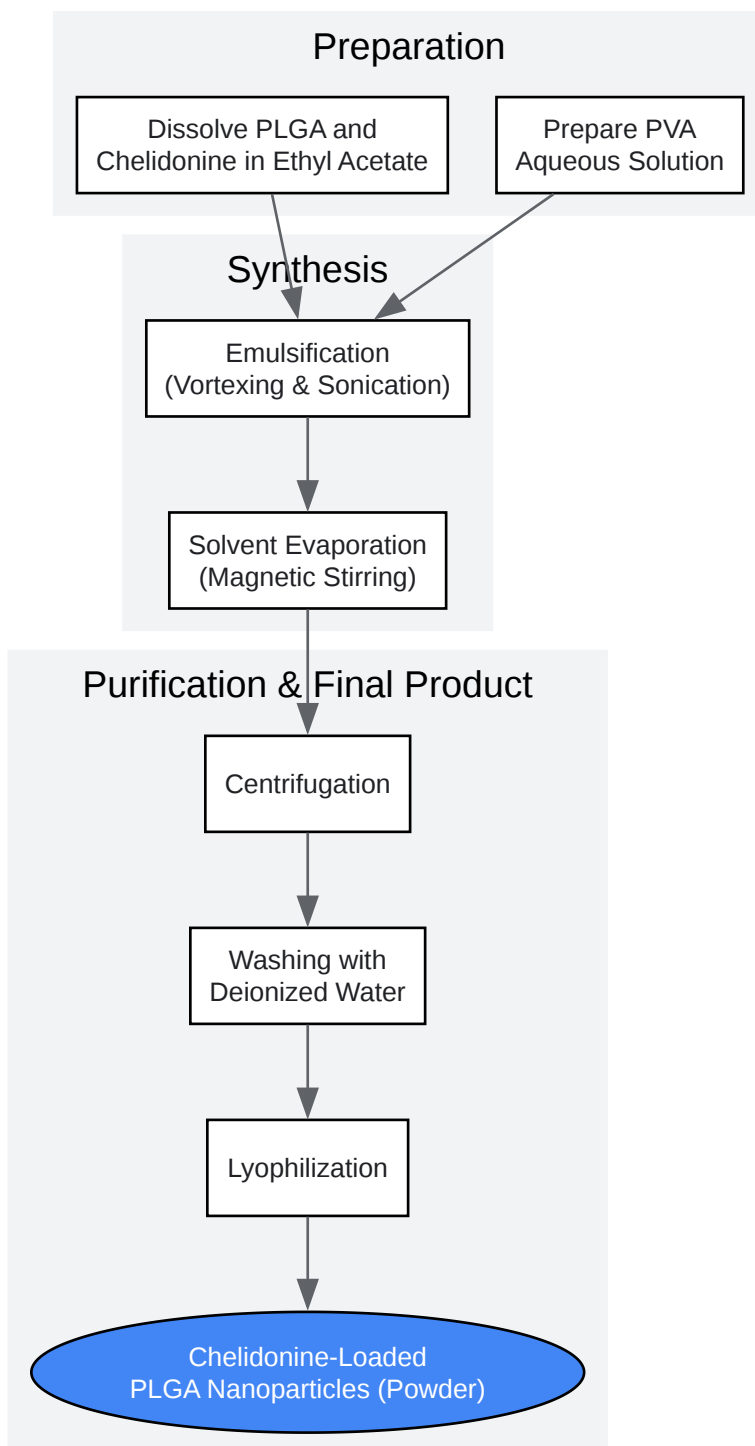 Preparation
Dissolve PLGA and
Chelidonine in Ethyl Acetate
Prepare PVA
Aqueous Solution
Synthesis
Emulsification
(Vortexing & Sonication)
Solvent Evaporation
(Magnetic Stirring)
Purification & Final Product
Centrifugation
Washing with
Deionized Water
Lyophilization
Chelidonine-Loaded
PLGA Nanoparticles (Powder)